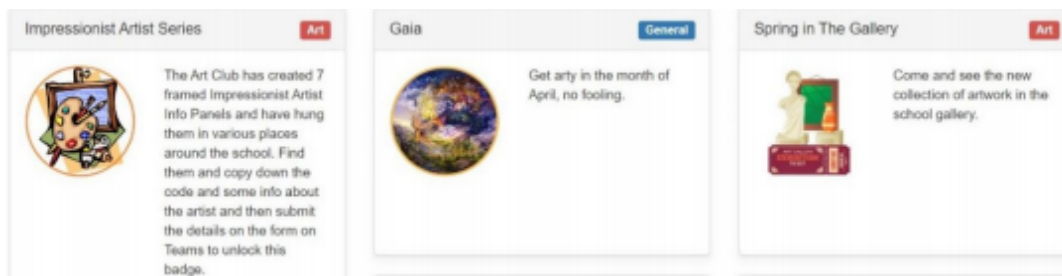 Impressionist Artist Series
Art
The Art Club has created 7
framed Impressionist Artist
Info Panels and have hung
them in various places
around the school. Find
them and copy down the
code and some info about
the artist and then submit
the details on the form on
Teams to unlock this
badge.
Gaia
General
Get arty in the month of
April, no fooling.
Spring in The Gallery
Art
Come and see the new
collection of artwork in the
school gallery.